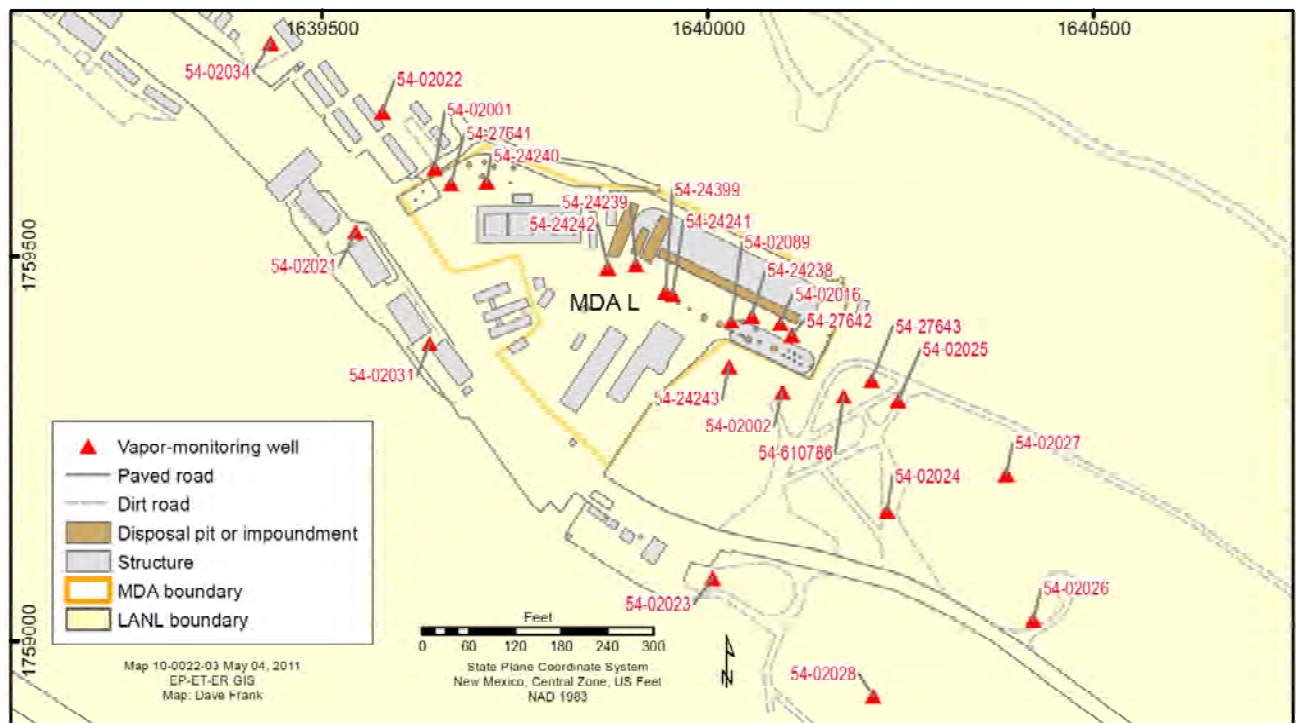 1639500
1640000
1640500
54-02034
54-02022
54-02001
54-27641
54-24240
54-24399
54-24239
54-24241
54-24242
54-02089
54-24238
1759500
54-02021
54-02016
MDA L
54-27642
54-27643
54-02025
54-02031
54-24243
54-02002
54-610786
54-02027
54-02024
Vapor-monitoring well
Paved road
Dirt road
Disposal pit or impoundment
Structure
MDA boundary
LANL boundary
54-02023
54-02026
1759000
Feet
0 60 120 180 240 300
Map 10-0022-03 May 04, 2011
EP-ET-ER GIS
Map: Dave Frank
State Plane Coordinate System
New Mexico, Central Zone, US Feet
NAD 1983
N
54-02028